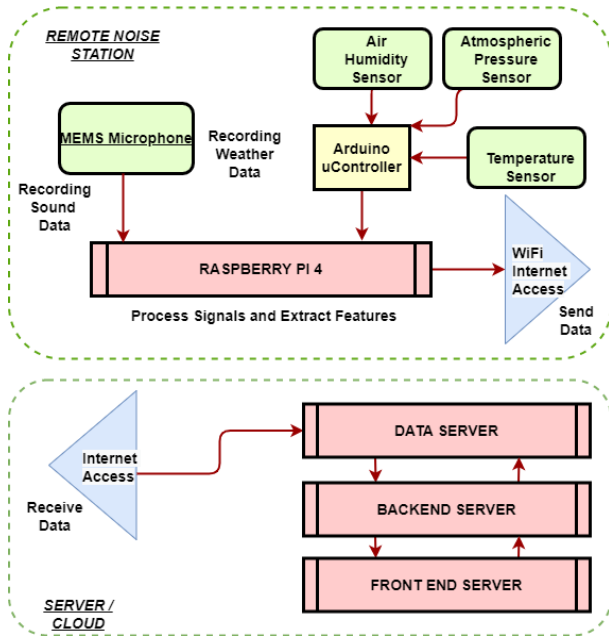 REMOTE NOISE
STATION
Air
Humidity
Sensor
Atmospheric
Pressure
Sensor
MEMS Microphone
Recording
Weather
Data
Arduino
uController
Temperature
Sensor
Recording
Sound
Data
RASPBERRY PI 4
WiFi
Internet
Access
Process Signals and Extract Features
Send
Data
Internet
Access
Receive
Data
DATA SERVER
BACKEND SERVER
FRONT END SERVER
SERVER /
CLOUD